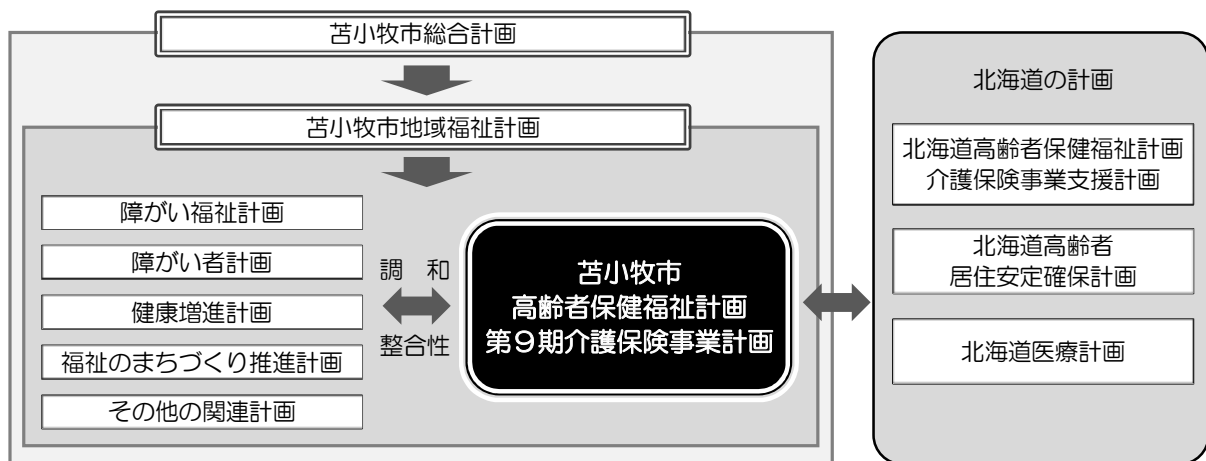 苫小牧市総合計画
苫小牧市地域福祉計画
障がい福祉計画
障がい者計画
健康増進計画
福祉のまちづくり推進計画
その他の関連計画
調 和
整合性
苫小牧市
高齢者保健福祉計画
第9期介護保険事業計画
北海道の計画
北海道高齢者保健福祉計画
介護保険事業支援計画
北海道高齢者
居住安定確保計画
北海道医療計画